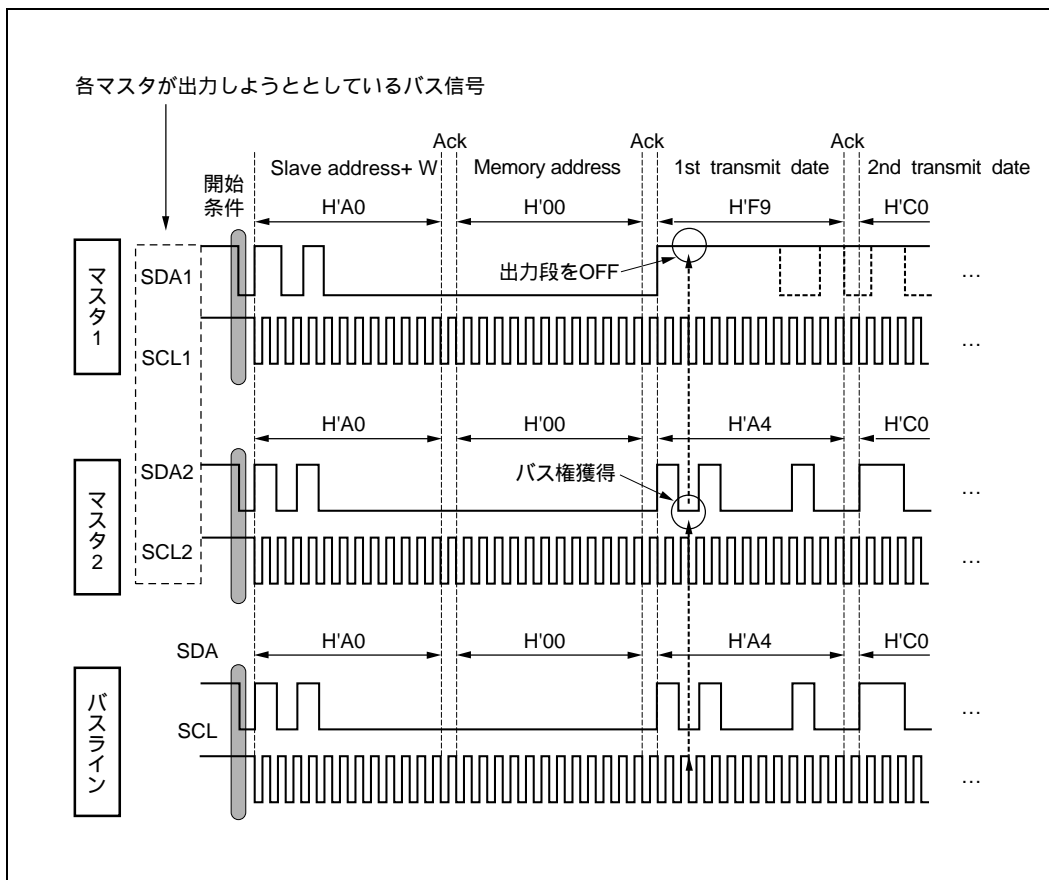 各マスタが出力しようととしているバス信号
Ack Ack Ack
Slave address+ W Memory address 1st transmit date 2nd transmit date
開始
条件
H'A0 H'00 H'F9 H'C0
マスタ1
SDA1
出力段をOFF
...
SCL1
...
H'A0 H'00 H'A4 H'C0
マスタ2
SDA2
バス権獲得
...
SCL2
...
H'A0 H'00 H'A4 H'C0
バスライン
SDA
...
SCL
...